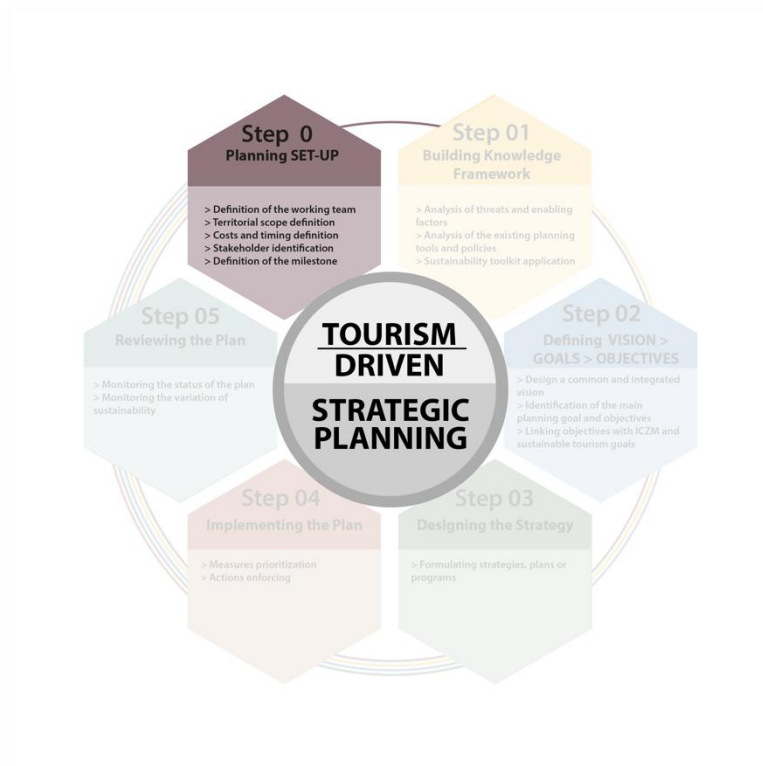 Step 0
Planning SET-UP
> Definition of the working team
> Territorial scope definition
> Costs and timing definition
> Stakeholder identification
> Definition of the milestone
Step 01
Building Knowledge
Framework
> Analysis of threats and enabling
factors
> Analysis of the existing planning
tools and policies
> Sustainability toolkit application
Step 02
Defining VISION >
GOALS > OBJECTIVES
> Design a common and integrated
vision
> Identification of the main
planning goal and objectives
> Linking objectives with ICZM and
sustainable tourism goals
Step 03
Designing the Strategy
> Formulating strategies, plans or
programs
Step 04
Implementing the Plan
> Measures prioritization
> Actions enforcing
Step 05
Reviewing the Plan
> Monitoring the status of the plan
> Monitoring the variation of
sustainability
TOURISM
DRIVEN
STRATEGIC
PLANNING